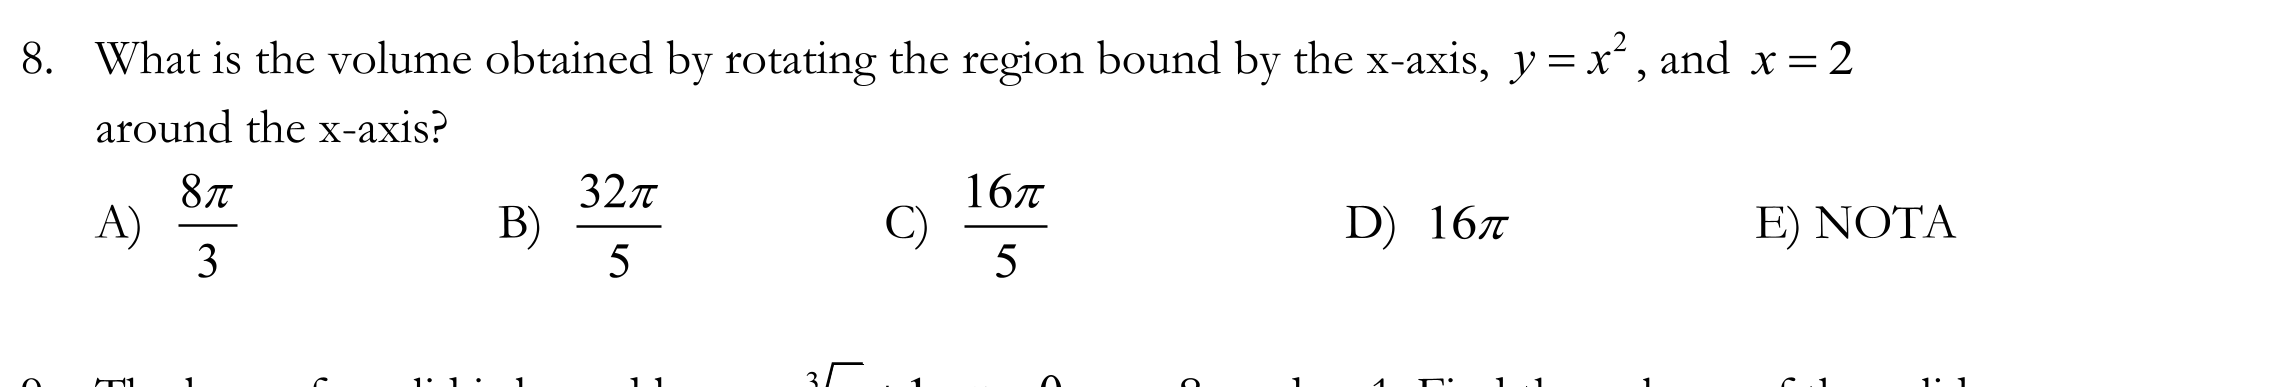 8. What is the volume obtained by rotating the region bound by the x-axis, y = x², and x = 2
around the x-axis?
A) 8π/3 B) 32π/5 C) 16π/5 D) 16π E) NOTA